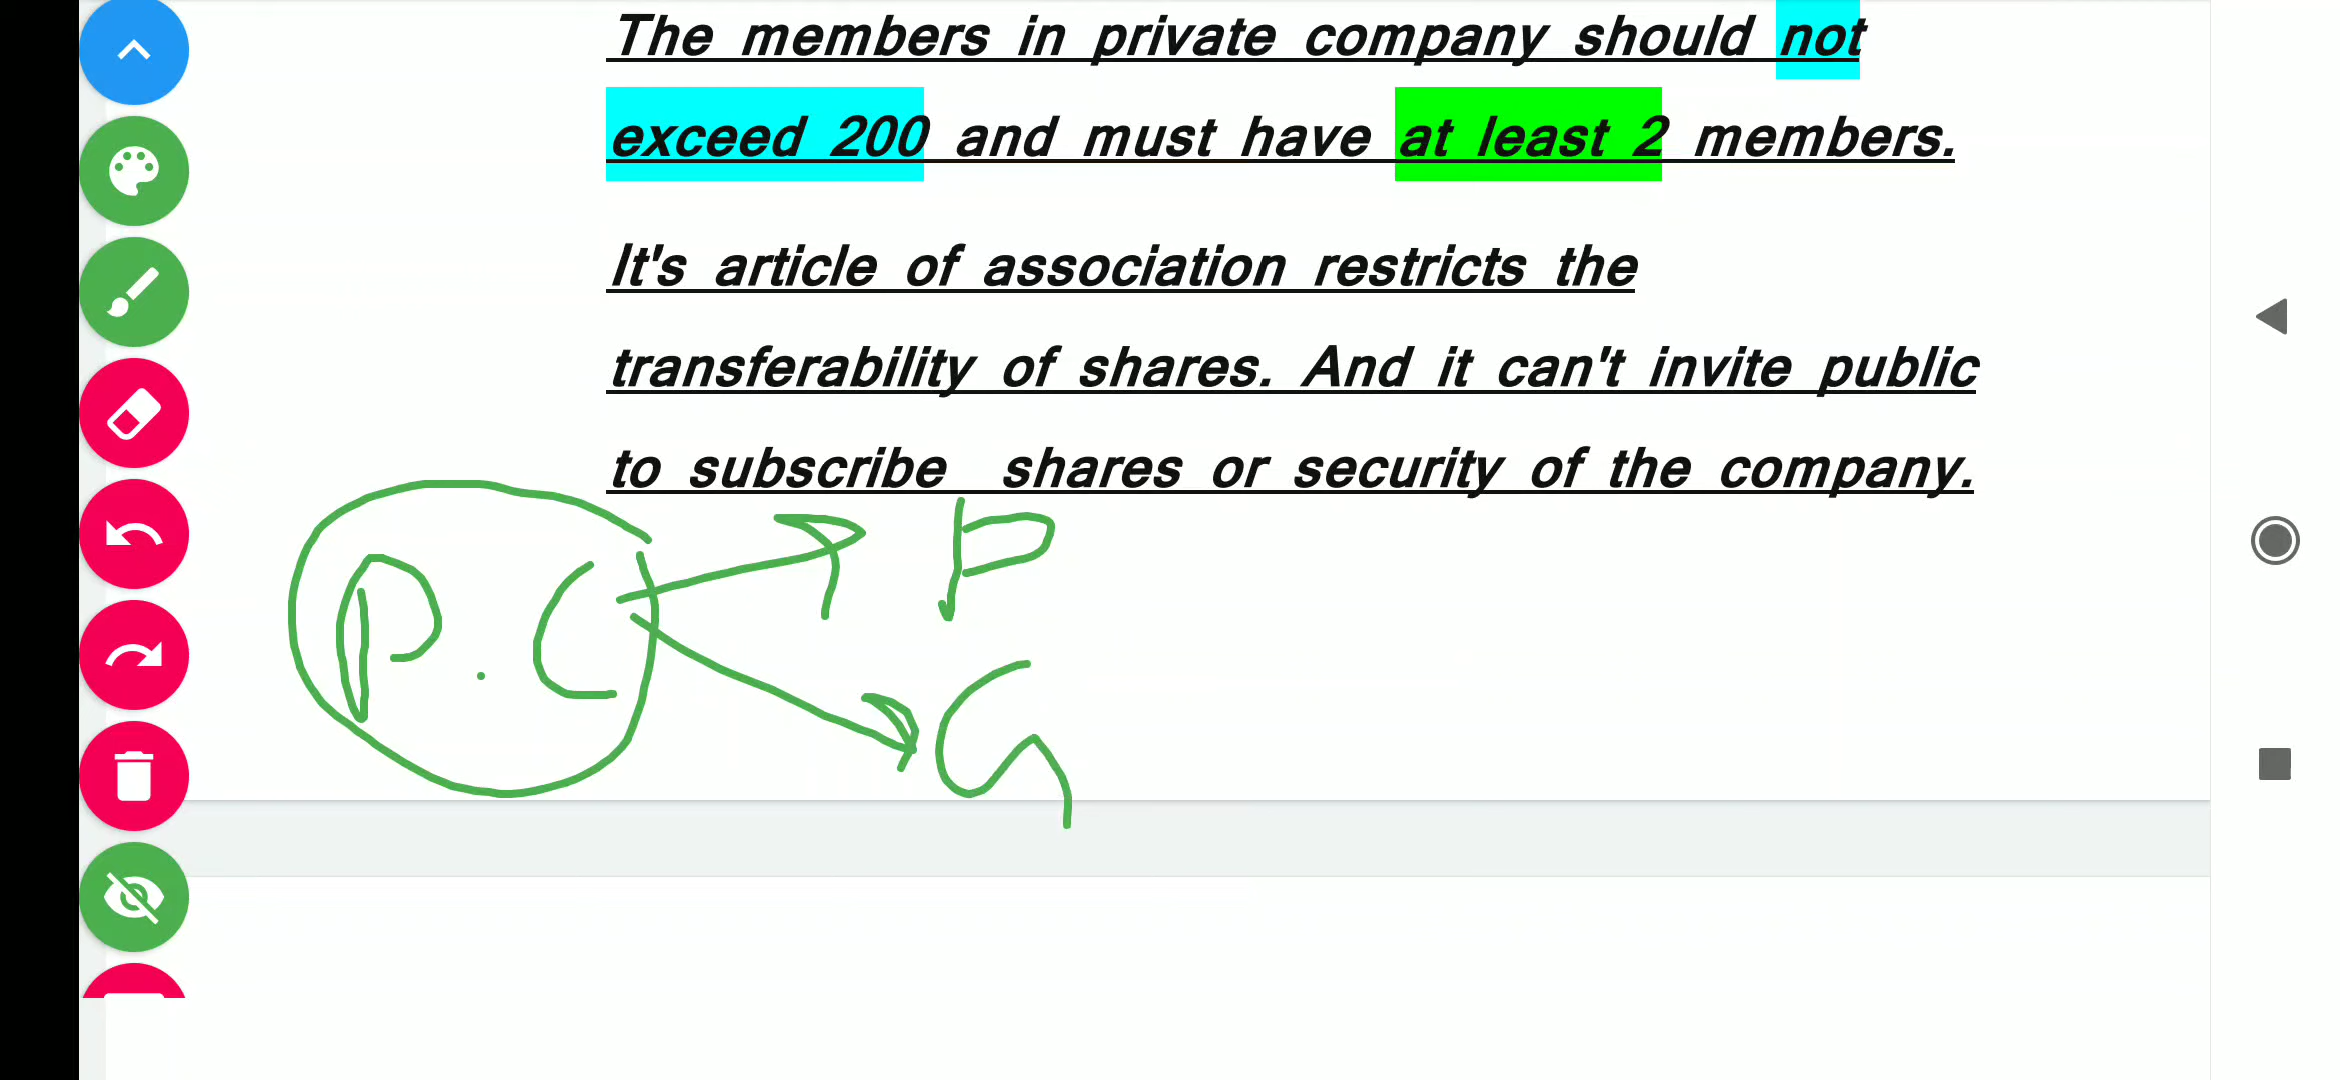 The members in private company should not
exceed 200 and must have at least 2 members.
It's article of association restricts the
transferability of shares. And it can't invite public
to subscribe shares or security of the company.
P.C
P
G